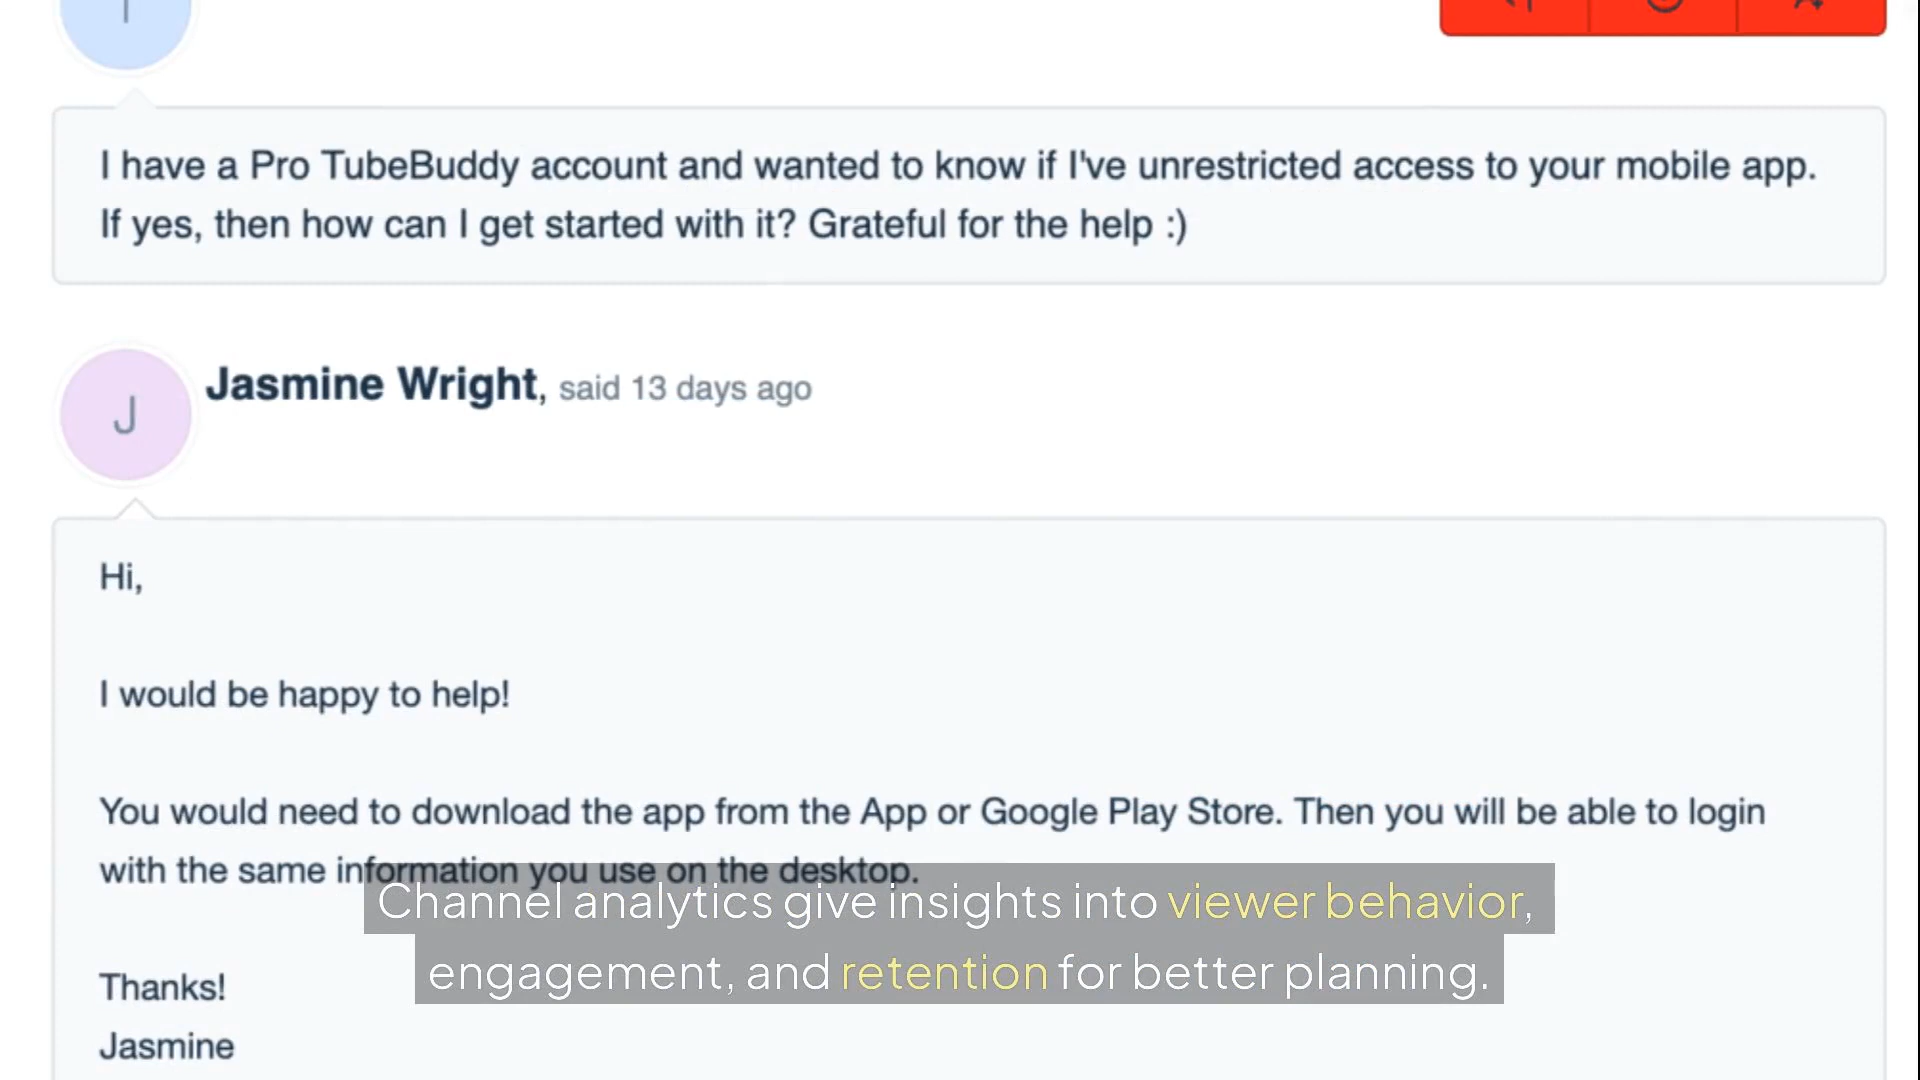 I have a Pro TubeBuddy account and wanted to know if I've unrestricted access to your mobile app.
If yes, then how can I get started with it? Grateful for the help :)
J
Jasmine Wright, said 13 days ago
Hi,
I would be happy to help!
You would need to download the app from the App or Google Play Store. Then you will be able to login
with the same information you use on the desktop.
Channel analytics give insights into viewer behavior,
engagement, and retention for better planning.
Thanks!
Jasmine